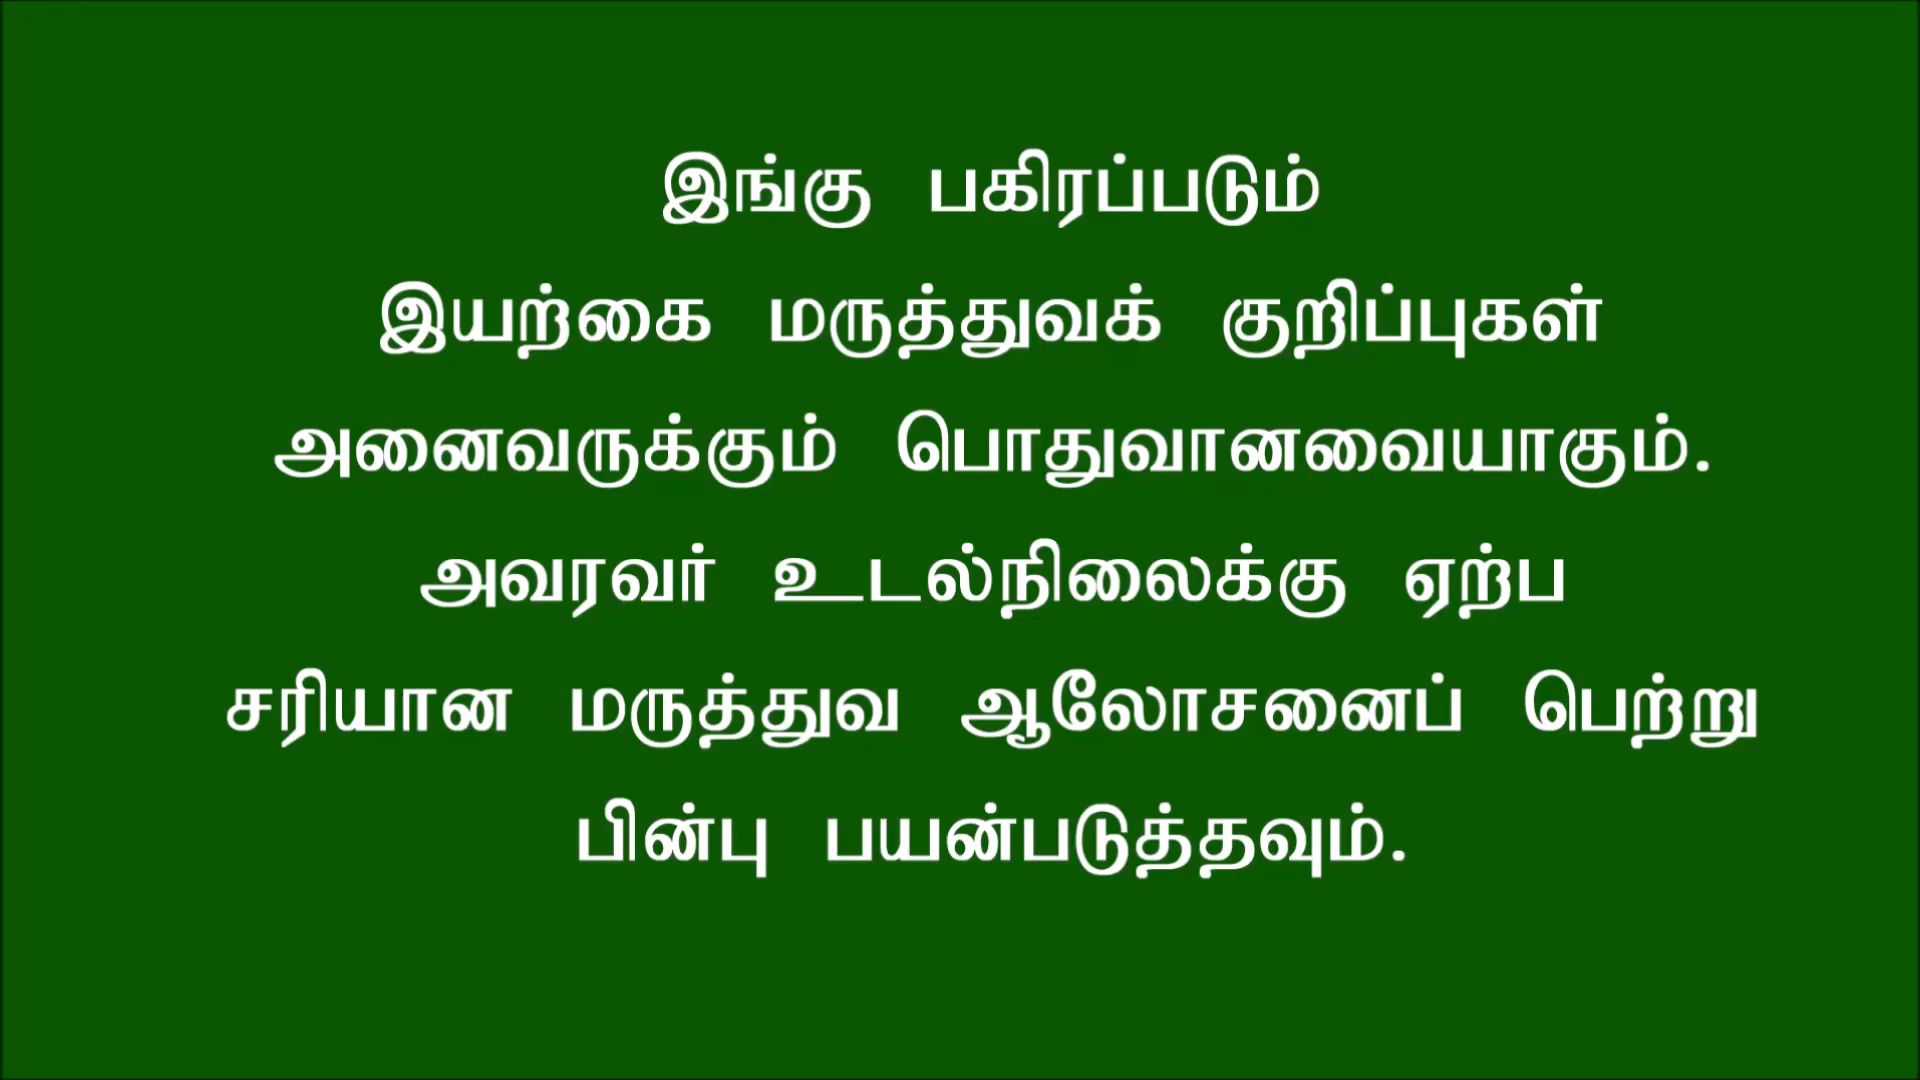 இங்கு பகிரப்படும்
இயற்கை மருத்துவக் குறிப்புகள்
அனைவருக்கும் பொதுவானவையாகும்.
அவரவர் உடல்நிலைக்கு ஏற்ப
சரியான மருத்துவ ஆலோசனைப் பெற்று
பின்பு பயன்படுத்தவும்.